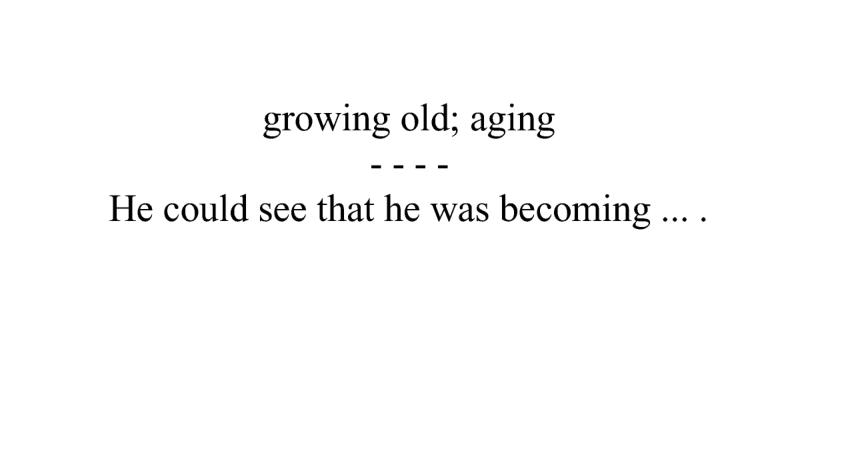 growing old; aging
- - - -
He could see that he was becoming ... .